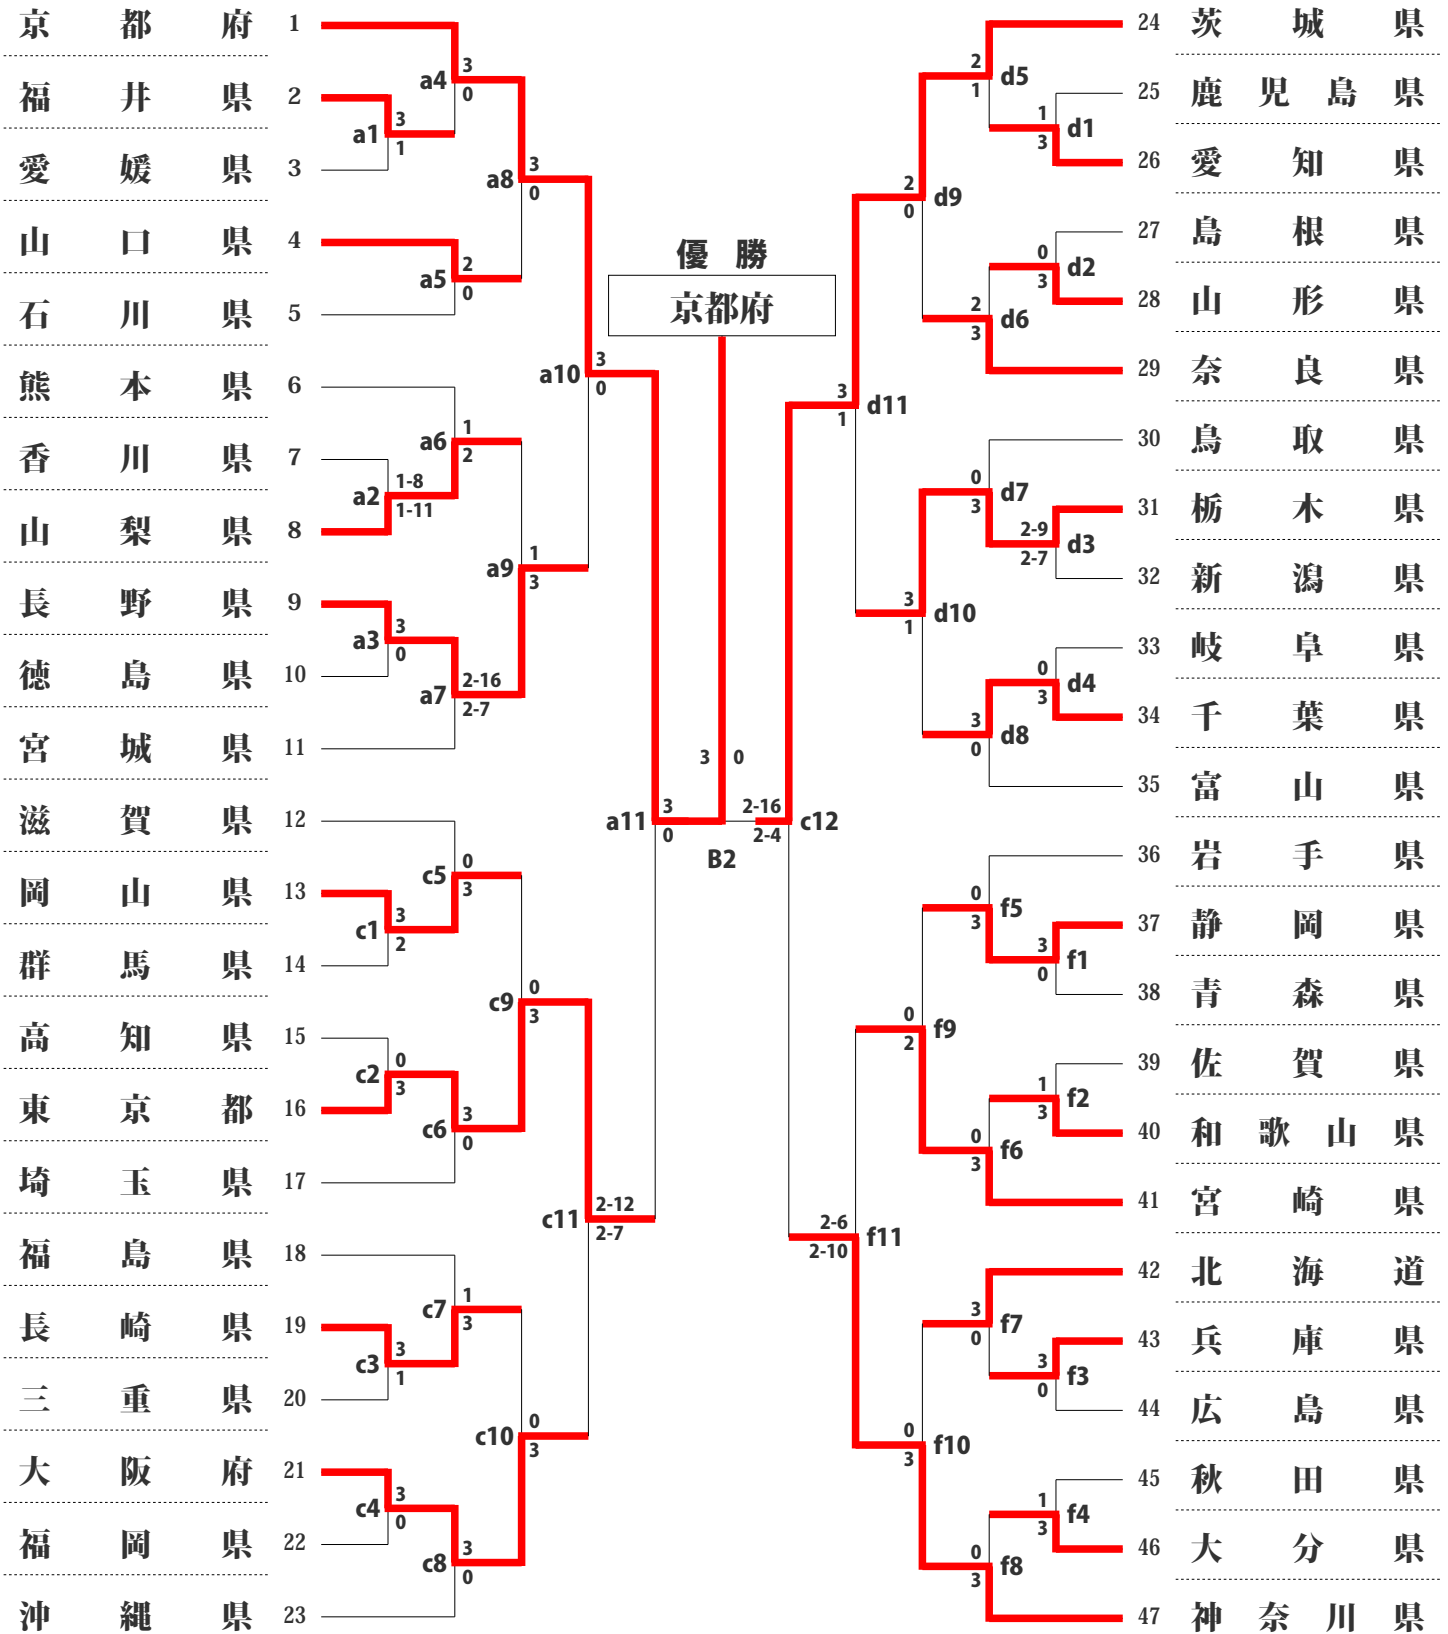 京都府 1
福井県 2
愛媛県 3
山口県 4
石川県 5
熊本県 6
香川県 7
山梨県 8
長野県 9
徳島県 10
宮城県 11
滋賀県 12
岡山県 13
群馬県 14
高知県 15
東京都 16
埼玉県 17
福島県 18
長崎県 19
三重県 20
大阪府 21
福岡県 22
沖縄県 23
a1 3 1
a2 1-8 1-11
a3 3 0
c1 3 2
c2 0 3
c3 3 1
c4 3 0
a4 3 0
a5 2 0
a6 1 2
a7 2-16 2-7
c5 0 3
c6 3 0
c7 1 3
c8 3 0
a8 3 0
a9 1 3
c9 0 3
c10 0 3
a10 3 0
c11 2-12 2-7
a11 3 0
優勝
京都府
3 0
B2
2-16 2-4 c12
3 1 d11
2-6 2-10 f11
2 0 d9
3 1 d10
0 2 f9
0 3 f10
2 1 d5
2 3 d6
0 3 d7
3 0 d8
0 3 f5
0 3 f6
3 0 f7
0 3 f8
1 3 d1
0 3 d2
2-9 2-7 d3
0 3 d4
3 0 f1
1 3 f2
3 0 f3
1 3 f4
24 茨城県
25 鹿児島県
26 愛知県
27 島根県
28 山形県
29 奈良県
30 鳥取県
31 栃木県
32 新潟県
33 岐阜県
34 千葉県
35 富山県
36 岩手県
37 静岡県
38 青森県
39 佐賀県
40 和歌山県
41 宮崎県
42 北海道
43 兵庫県
44 広島県
45 秋田県
46 大分県
47 神奈川県